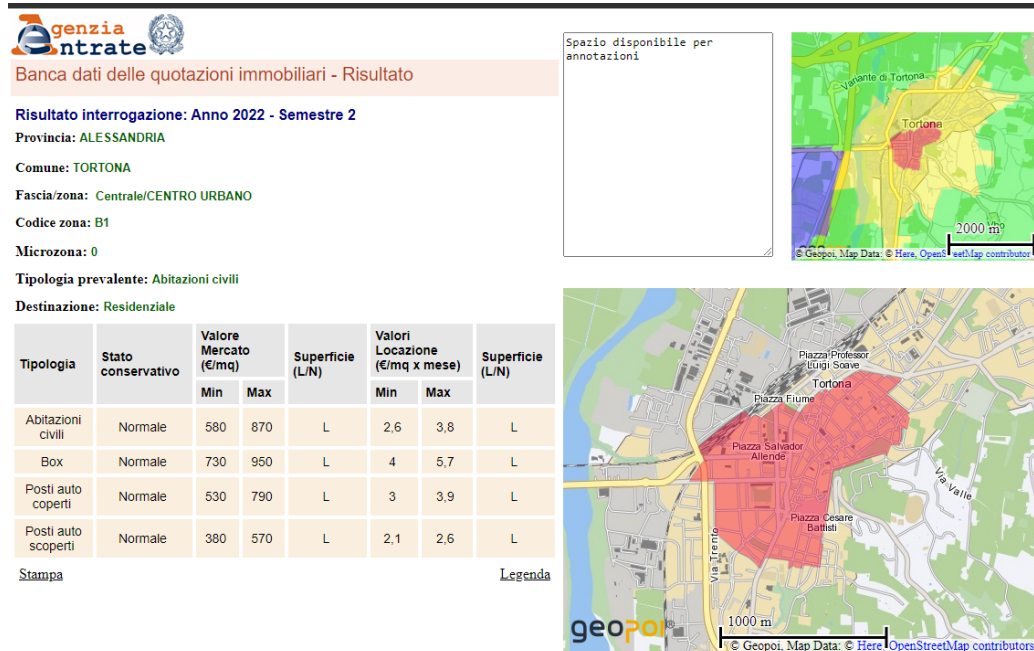 Agenzia
Entrate
Banca dati delle quotazioni immobiliari - Risultato
Risultato interrogazione: Anno 2022 - Semestre 2
Provincia: ALESSANDRIA
Comune: TORTONA
Fascia/zona: Centrale/CENTRO URBANO
Codice zona: B1
Microzona: 0
Tipologia prevalente: Abitazioni civili
Destinazione: Residenziale
Tipologia
Stato conservativo
Valore Mercato (€/mq)
Superficie (L/N)
Valori Locazione (€/mq x mese)
Superficie (L/N)
Min Max Min Max
Abitazioni civili Normale 580 870 L 2,6 3,8 L
Box Normale 730 950 L 4 5,7 L
Posti auto coperti Normale 530 790 L 3 3,9 L
Posti auto scoperti Normale 380 570 L 2,1 2,6 L
Stampa
Legenda
Spazio disponibile per
annotazioni
Variante di Tortona
Tortona
2000 m
© Geopoi, Map Data: © Here, OpenStreetMap contributor
Piazza Professor
Luigi Soave
Tortona
Piazza Fiume
Piazza Salvador
Allende
Piazza Cesare
Battisti
Via Valle
Via Trento
geopoi®
1000 m
© Geopoi, Map Data: © Here, OpenStreetMap contributors